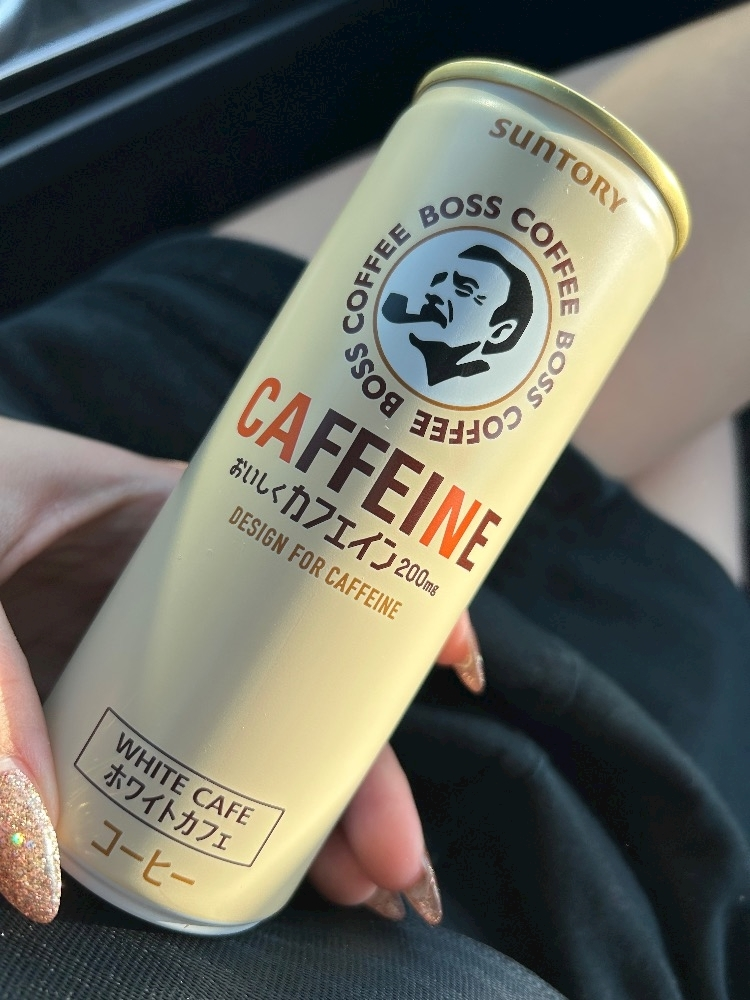 SUNTORY
BOSS COFFEE BOSS COFFEE BOSS COFFEE
CAFFEINE
おいしくカフェイン200mg
DESIGN FOR CAFFEINE
WHITE CAFE
ホワイトカフェ
コーヒー